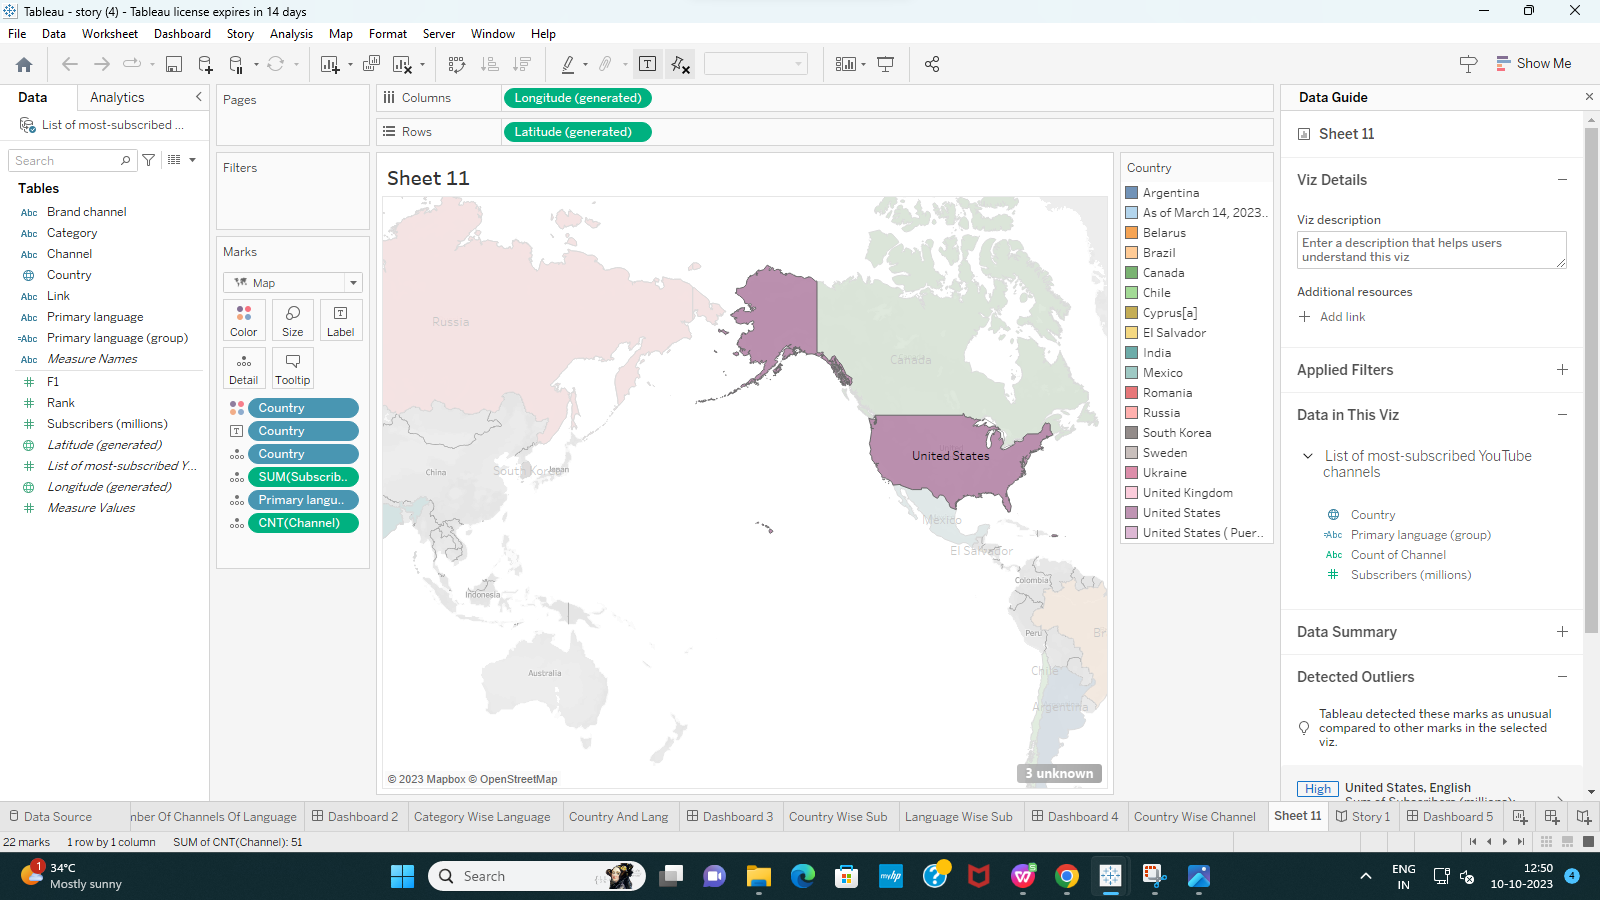 Tableau - story (4) - Tableau license expires in 14 days
File Data Worksheet Dashboard Story Analysis Map Format Server Window Help
Show Me
Data
Analytics
List of most-subscribed ...
Search
Tables
Abc Brand channel
Abc Category
Abc Channel
Country
Abc Link
Abc Primary language
=Abc Primary language (group)
Abc Measure Names
# F1
# Rank
# Subscribers (millions)
Latitude (generated)
# List of most-subscribed Y...
Longitude (generated)
# Measure Values
Pages
Filters
Marks
Map
Color
Size
Label
Detail
Tooltip
Country
Country
Country
SUM(Subscrib..
Primary langu..
CNT(Channel)
Columns
Longitude (generated)
Rows
Latitude (generated)
Sheet 11
Russia
Canada
China
South Korea
Japan
United States
Mexico
El Salvador
Colombia
Indonesia
Peru
Br
Australia
Chile
Argentina
© 2023 Mapbox © OpenStreetMap
3 unknown
Country
Argentina
As of March 14, 2023..
Belarus
Brazil
Canada
Chile
Cyprus[a]
El Salvador
India
Mexico
Romania
Russia
South Korea
Sweden
Ukraine
United Kingdom
United States
United States ( Puer..
Data Guide
Sheet 11
Viz Details
Viz description
Enter a description that helps users
understand this viz
Additional resources
Add link
Applied Filters
Data in This Viz
List of most-subscribed YouTube
channels
Country
=Abc Primary language (group)
Abc Count of Channel
# Subscribers (millions)
Data Summary
Detected Outliers
Tableau detected these marks as unusual
compared to other marks in the selected
viz.
High United States, English
Sum of Subscribers (millions):
Data Source
nber Of Channels Of Language
Dashboard 2
Category Wise Language
Country And Lang
Dashboard 3
Country Wise Sub
Language Wise Sub
Dashboard 4
Country Wise Channel
Sheet 11
Story 1
Dashboard 5
22 marks 1 row by 1 column SUM of CNT(Channel): 51
1
34°C
Mostly sunny
Search
myhp
ENG
IN
12:50
10-10-2023
4